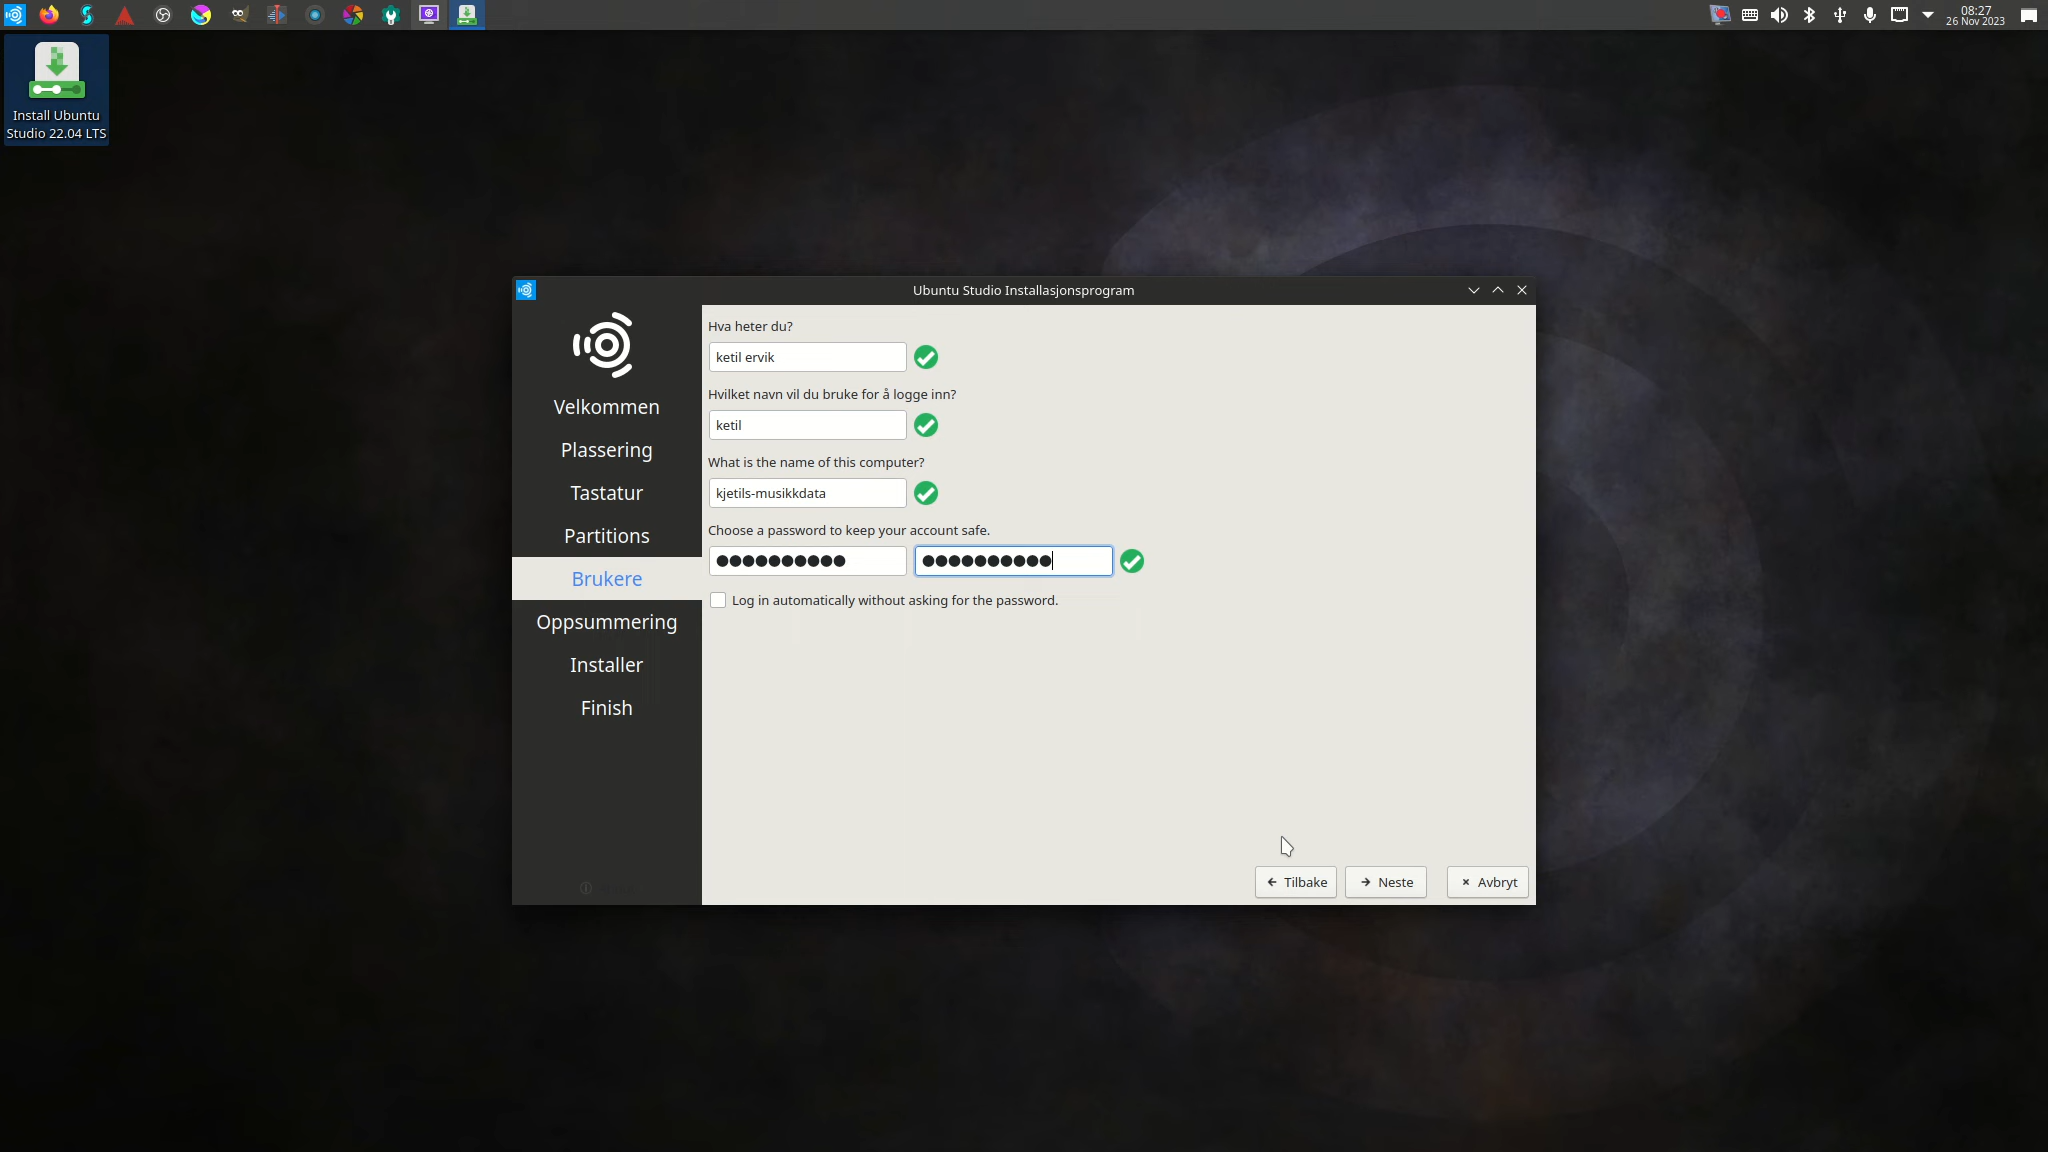 08:27
26 Nov 2023
Install Ubuntu
Studio 22.04 LTS
Ubuntu Studio Installasjonsprogram
Velkommen
Plassering
Tastatur
Partitions
Brukere
Oppsummering
Installer
Finish
Hva heter du?
ketil ervik
Hvilket navn vil du bruke for å logge inn?
ketil
What is the name of this computer?
kjetils-musikkdata
Choose a password to keep your account safe.
Log in automatically without asking for the password.
Tilbake
Neste
Avbryt